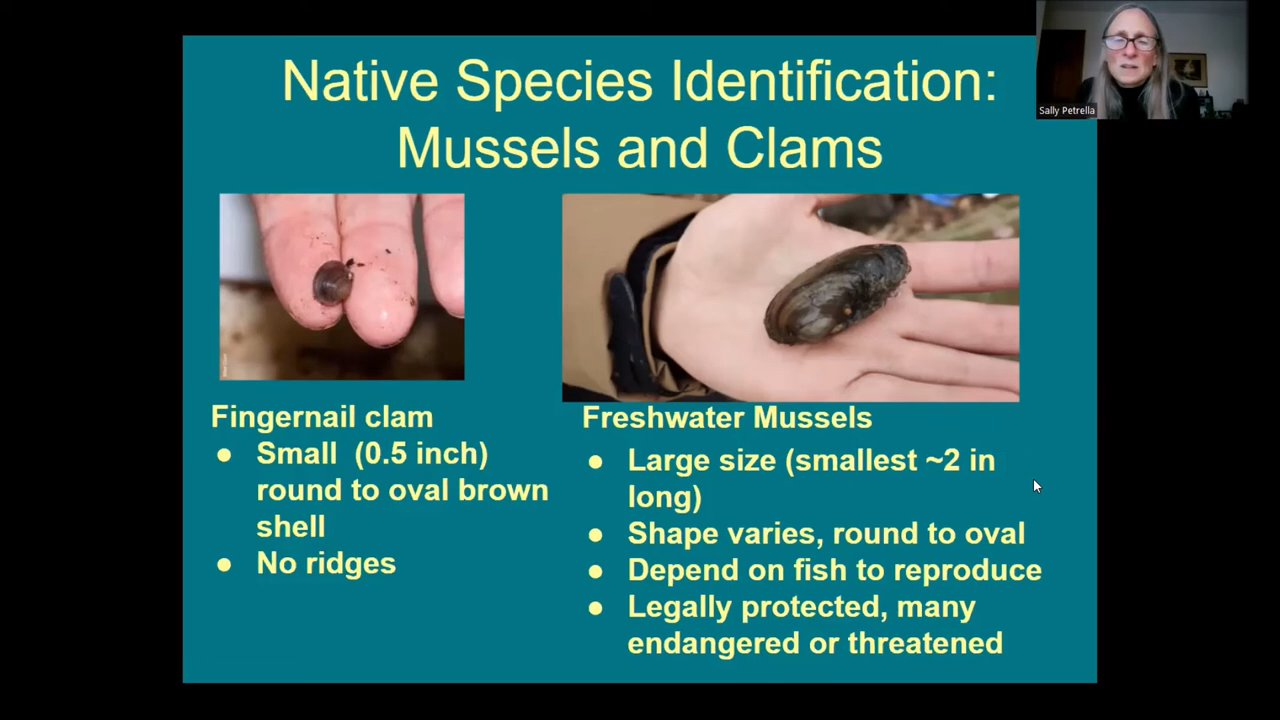 Native Species Identification:
Mussels and Clams
Sally Petrella
Fingernail clam
● Small (0.5 inch)
round to oval brown
shell
● No ridges
Freshwater Mussels
● Large size (smallest ~2 in
long)
● Shape varies, round to oval
● Depend on fish to reproduce
● Legally protected, many
endangered or threatened